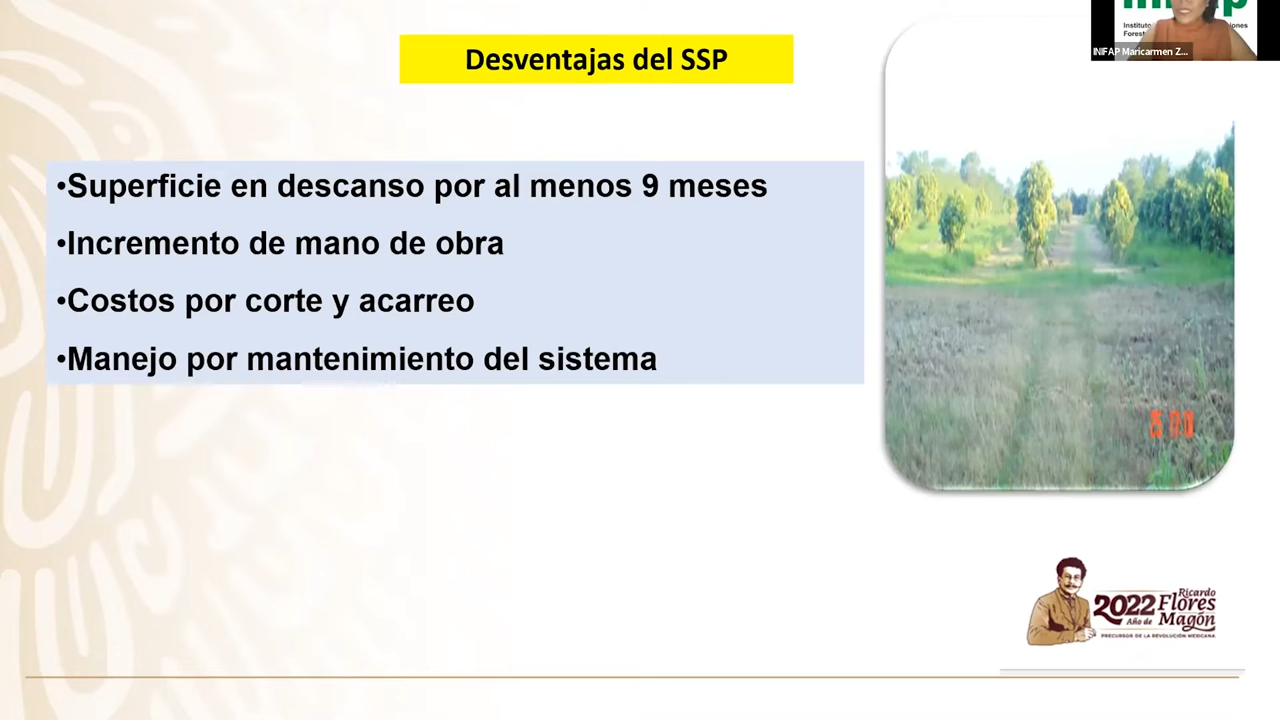 Desventajas del SSP
•Superficie en descanso por al menos 9 meses
•Incremento de mano de obra
•Costos por corte y acarreo
•Manejo por mantenimiento del sistema
INIFAP Maricarmen Z...
2022 Ricardo
Año de Flores
Magón
PRECURSOR DE LA REVOLUCIÓN MEXICANA